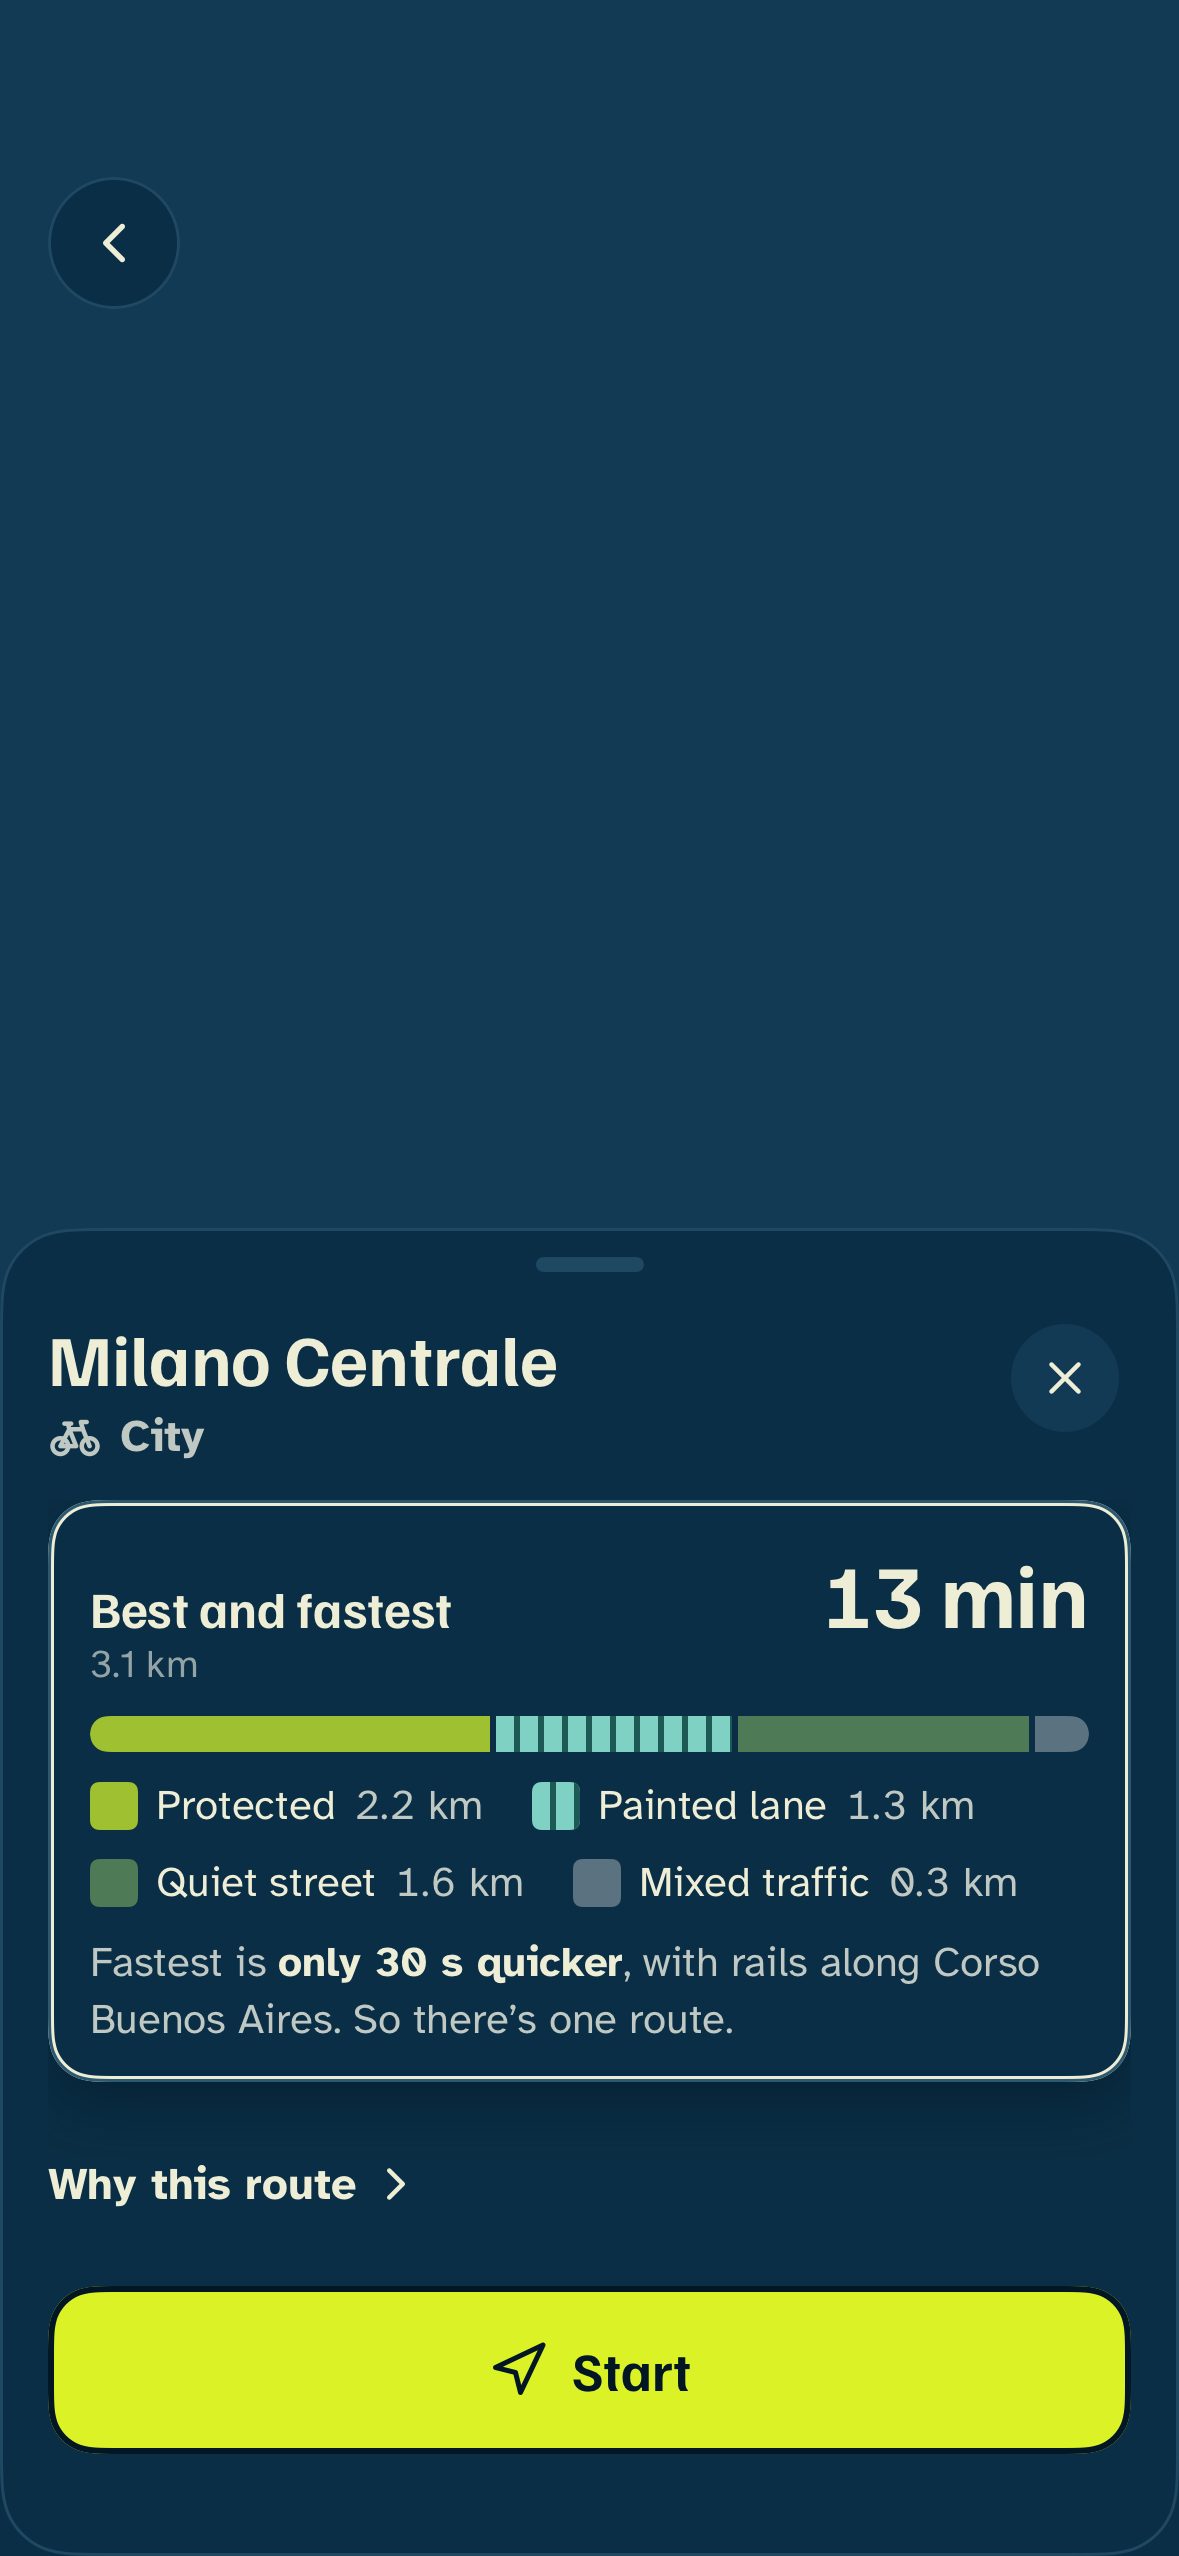 Milano Centrale
City
Best and fastest
13 min
3.1 km
Protected 2.2 km
Painted lane 1.3 km
Quiet street 1.6 km
Mixed traffic 0.3 km
Fastest is only 30 s quicker, with rails along Corso
Buenos Aires. So there’s one route.
Why this route
Start